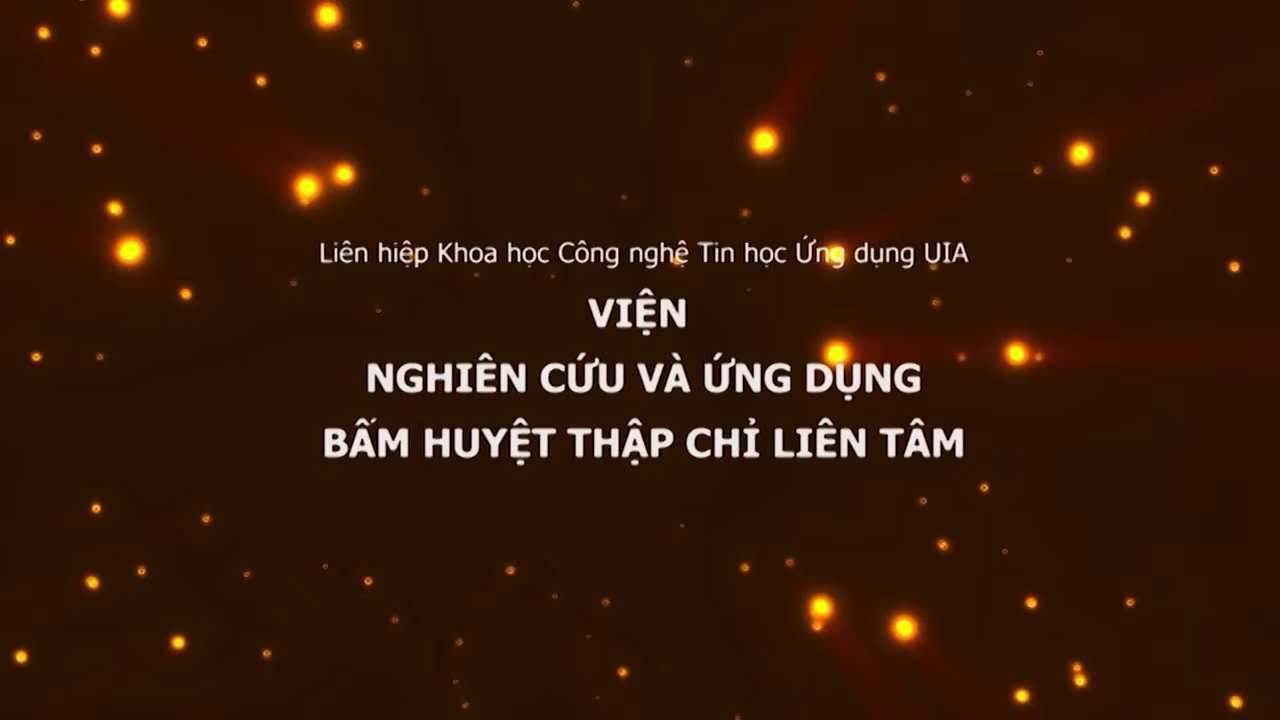 Liên hiệp Khoa học Công nghệ Tin học Ứng dụng UIA
VIỆN
NGHIÊN CỨU VÀ ỨNG DỤNG
BẤM HUYỆT THẬP CHỈ LIÊN TÂM